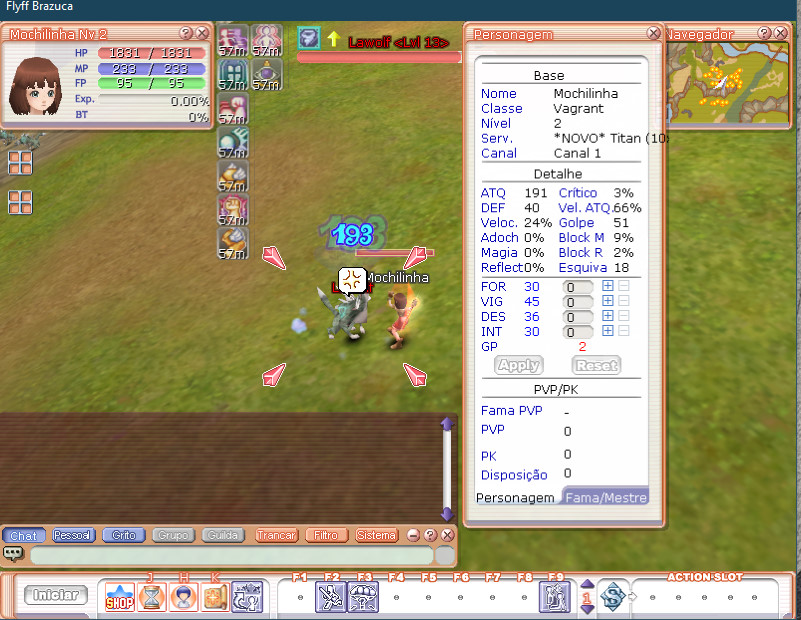 Flyff Brazuca
Mochilinha Nv 2
HP 1831 / 1831
MP 233 / 233
FP 95 / 95
Exp. 0.00%
BT 0%
57m 57m
57m 57m
57m
57m
57m
57m
57m
Lawolf <Lvl 13>
193
Mochilinha
Personagem
Base
Nome Mochilinha
Classe Vagrant
Nível 2
Serv. *NOVO* Titan (10
Canal Canal 1
Detalhe
ATQ 191 Crítico 3%
DEF 40 Vel. ATQ. 66%
Veloc. 24% Golpe 51
Adoch 0% Block M 9%
Magia 0% Block R 2%
Reflect 0% Esquiva 18
FOR 30 0
VIG 45 0
DES 36 0
INT 30 0
GP 2
Apply Reset
PVP/PK
Fama PVP -
PVP 0
PK 0
Disposição 0
Personagem Fama/Mestre
Navegador
Chat Pessoal Grito Grupo Guilda Trancar Filtro Sistema
Iniciar
SHOP
J H K
F1 F2 F3 F4 F5 F6 F7 F8 F9
1
S
ACTION-SLOT